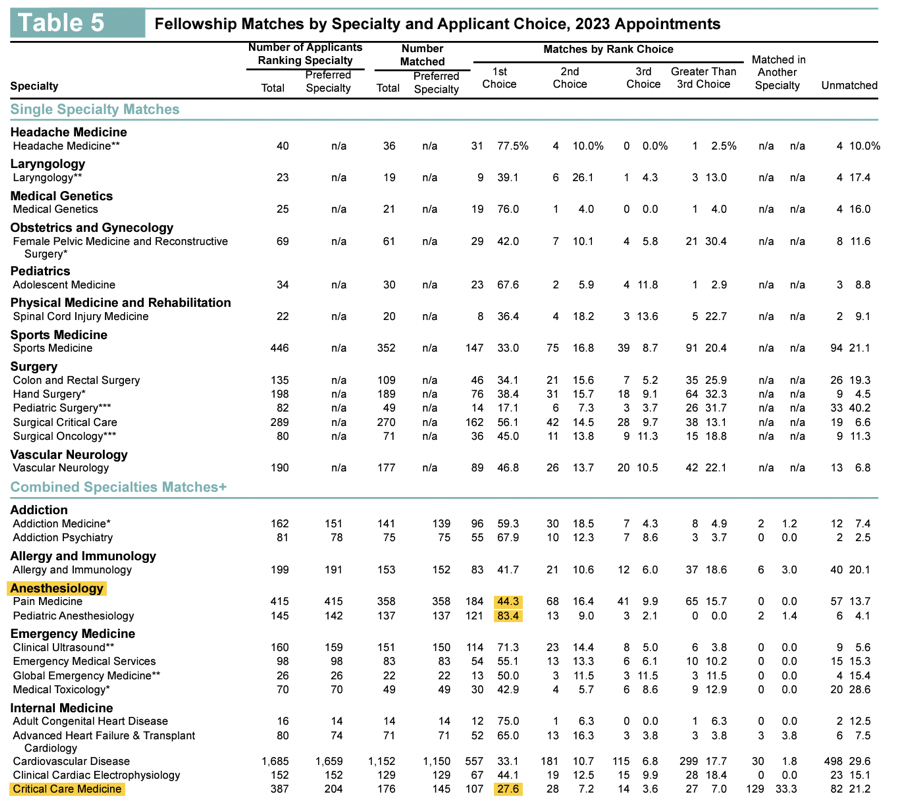 Table 5 Fellowship Matches by Specialty and Applicant Choice, 2023 Appointments
Number of Applicants Number Matches by Rank Choice Matched in
Ranking Specialty Matched Another
Preferred Preferred 1st 2nd 3rd Greater Than Specialty
Specialty Total Specialty Total Specialty Choice Choice Choice 3rd Choice Unmatched
Single Specialty Matches
Headache Medicine
Headache Medicine** 40 n/a 36 n/a 31 77.5% 4 10.0% 0 0.0% 1 2.5% n/a n/a 4 10.0%
Laryngology
Laryngology** 23 n/a 19 n/a 9 39.1 6 26.1 1 4.3 3 13.0 n/a n/a 4 17.4
Medical Genetics
Medical Genetics 25 n/a 21 n/a 19 76.0 1 4.0 0 0.0 1 4.0 n/a n/a 4 16.0
Obstetrics and Gynecology
Female Pelvic Medicine and Reconstructive 69 n/a 61 n/a 29 42.0 7 10.1 4 5.8 21 30.4 n/a n/a 8 11.6
Surgery*
Pediatrics
Adolescent Medicine 34 n/a 30 n/a 23 67.6 2 5.9 4 11.8 1 2.9 n/a n/a 3 8.8
Physical Medicine and Rehabilitation
Spinal Cord Injury Medicine 22 n/a 20 n/a 8 36.4 4 18.2 3 13.6 5 22.7 n/a n/a 2 9.1
Sports Medicine
Sports Medicine 446 n/a 352 n/a 147 33.0 75 16.8 39 8.7 91 20.4 n/a n/a 94 21.1
Surgery
Colon and Rectal Surgery 135 n/a 109 n/a 46 34.1 21 15.6 7 5.2 35 25.9 n/a n/a 26 19.3
Hand Surgery* 198 n/a 189 n/a 76 38.4 31 15.7 18 9.1 64 32.3 n/a n/a 9 4.5
Pediatric Surgery*** 82 n/a 49 n/a 14 17.1 6 7.3 3 3.7 26 31.7 n/a n/a 33 40.2
Surgical Critical Care 289 n/a 270 n/a 162 56.1 42 14.5 28 9.7 38 13.1 n/a n/a 19 6.6
Surgical Oncology*** 80 n/a 71 n/a 36 45.0 11 13.8 9 11.3 15 18.8 n/a n/a 9 11.3
Vascular Neurology
Vascular Neurology 190 n/a 177 n/a 89 46.8 26 13.7 20 10.5 42 22.1 n/a n/a 13 6.8
Combined Specialties Matches+
Addiction
Addiction Medicine* 162 151 141 139 96 59.3 30 18.5 7 4.3 8 4.9 2 1.2 12 7.4
Addiction Psychiatry 81 78 75 75 55 67.9 10 12.3 7 8.6 3 3.7 0 0.0 2 2.5
Allergy and Immunology
Allergy and Immunology 199 191 153 152 83 41.7 21 10.6 12 6.0 37 18.6 6 3.0 40 20.1
Anesthesiology
Pain Medicine 415 415 358 358 184 44.3 68 16.4 41 9.9 65 15.7 0 0.0 57 13.7
Pediatric Anesthesiology 145 142 137 137 121 83.4 13 9.0 3 2.1 0 0.0 2 1.4 6 4.1
Emergency Medicine
Clinical Ultrasound** 160 159 151 150 114 71.3 23 14.4 8 5.0 6 3.8 0 0.0 9 5.6
Emergency Medical Services 98 98 83 83 54 55.1 13 13.3 6 6.1 10 10.2 0 0.0 15 15.3
Global Emergency Medicine** 26 26 22 22 13 50.0 3 11.5 3 11.5 3 11.5 0 0.0 4 15.4
Medical Toxicology* 70 70 49 49 30 42.9 4 5.7 6 8.6 9 12.9 0 0.0 20 28.6
Internal Medicine
Adult Congenital Heart Disease 16 14 14 14 12 75.0 1 6.3 0 0.0 1 6.3 0 0.0 2 12.5
Advanced Heart Failure & Transplant 80 74 71 71 52 65.0 13 16.3 3 3.8 3 3.8 3 3.8 6 7.5
Cardiology
Cardiovascular Disease 1,685 1,659 1,152 1,150 557 33.1 181 10.7 115 6.8 299 17.7 30 1.8 498 29.6
Clinical Cardiac Electrophysiology 152 152 129 129 67 44.1 19 12.5 15 9.9 28 18.4 0 0.0 23 15.1
Critical Care Medicine 387 204 176 145 107 27.6 28 7.2 14 3.6 27 7.0 129 33.3 82 21.2